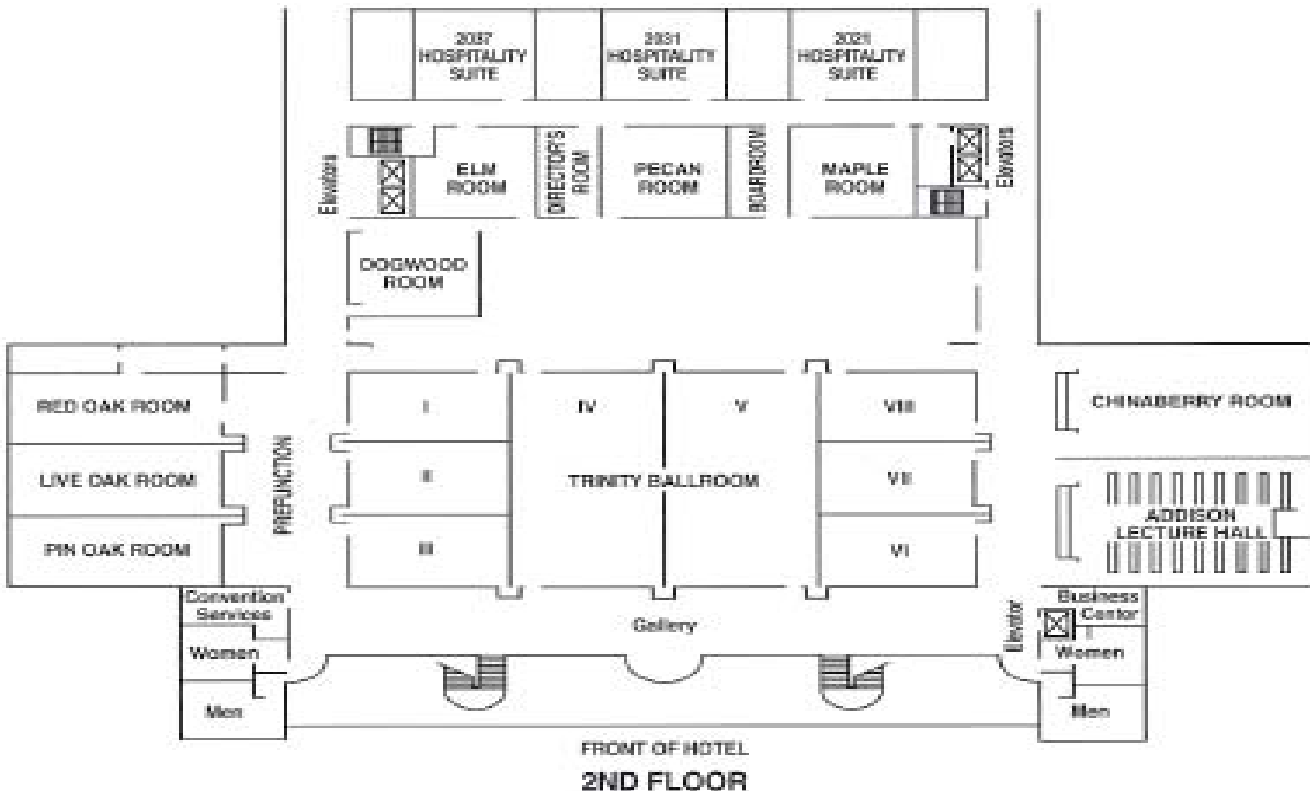 2037
HOSPITALITY
SUITE
2031
HOSPITALITY
SUITE
2021
HOSPITALITY
SUITE
Elevators
ELM
ROOM
DIRECTOR'S
ROOM
PECAN
ROOM
BOARDROOM
MAPLE
ROOM
Elevators
DOGWOOD
ROOM
RED OAK ROOM
I
IV
V
VIII
CHINABERRY ROOM
LIVE OAK ROOM
PREFUNCTION
II
TRINITY BALLROOM
VII
ADDISON
LECTURE HALL
PIN OAK ROOM
III
VI
Convention
Services
Gallery
Elevator
Business
Center
Women
Women
Men
Men
FRONT OF HOTEL
2ND FLOOR